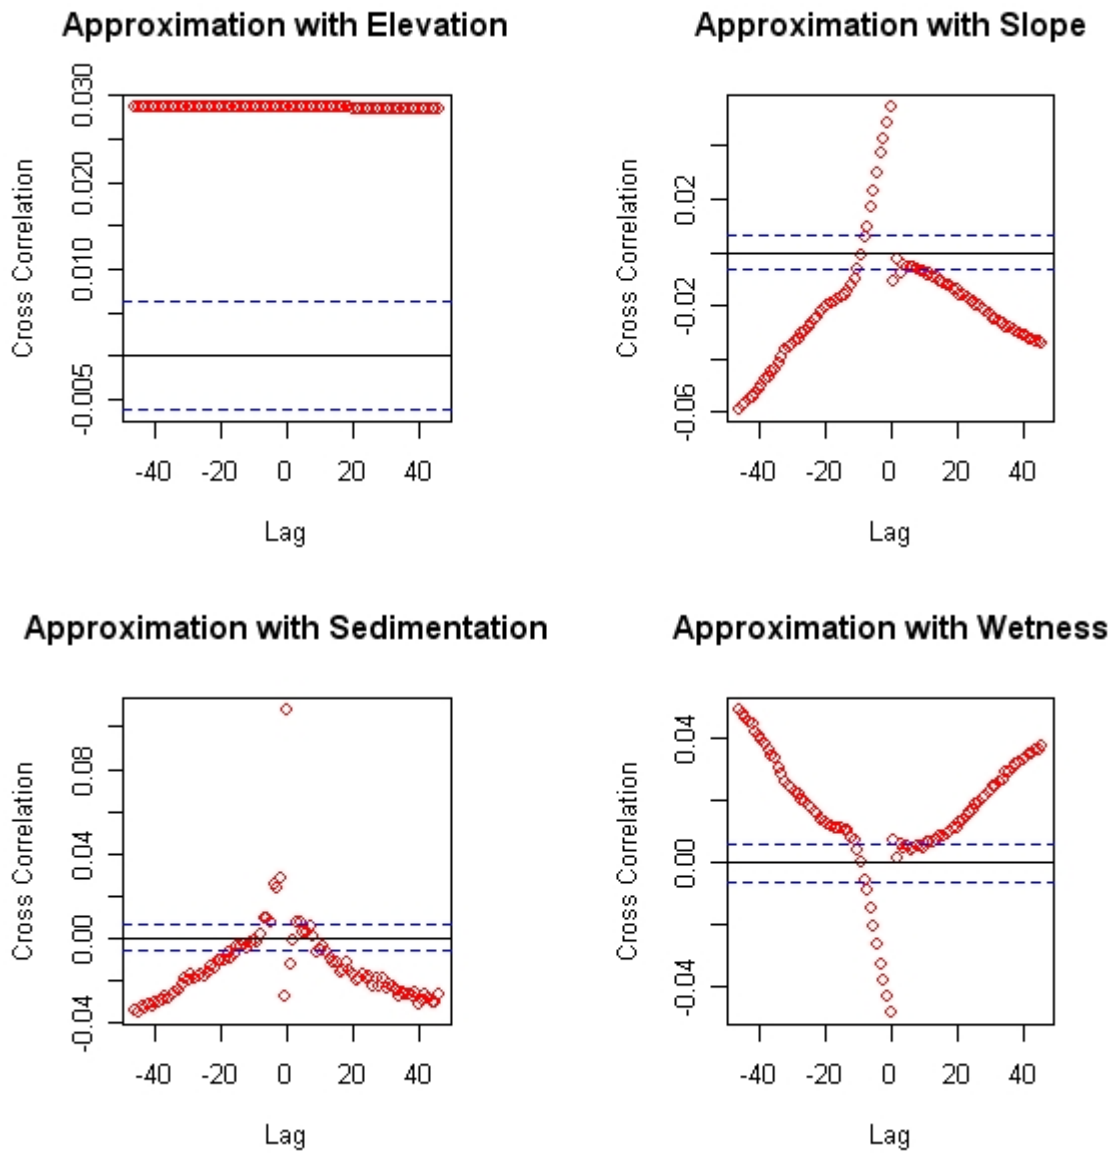 Approximation with Elevation
Cross Correlation
0.030
0.020
0.010
-0.005
-40 -20 0 20 40
Lag
Approximation with Slope
Cross Correlation
0.02
-0.02
-0.06
-40 -20 0 20 40
Lag
Approximation with Sedimentation
Cross Correlation
0.08
0.04
0.00
-0.04
-40 -20 0 20 40
Lag
Approximation with Wetness
Cross Correlation
0.04
0.00
-0.04
-40 -20 0 20 40
Lag